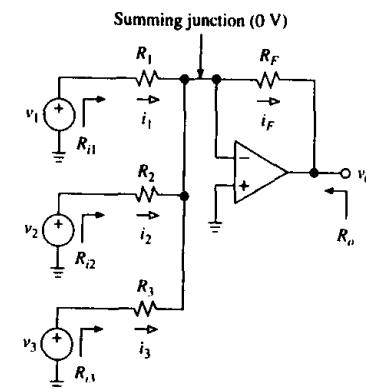 Summing junction (0 V)
R1 RF
v1 + Ri1 i1 iF
R2 − + vo
v2 + Ri2 i2 Ro
R3
v3 + Ri3 i3